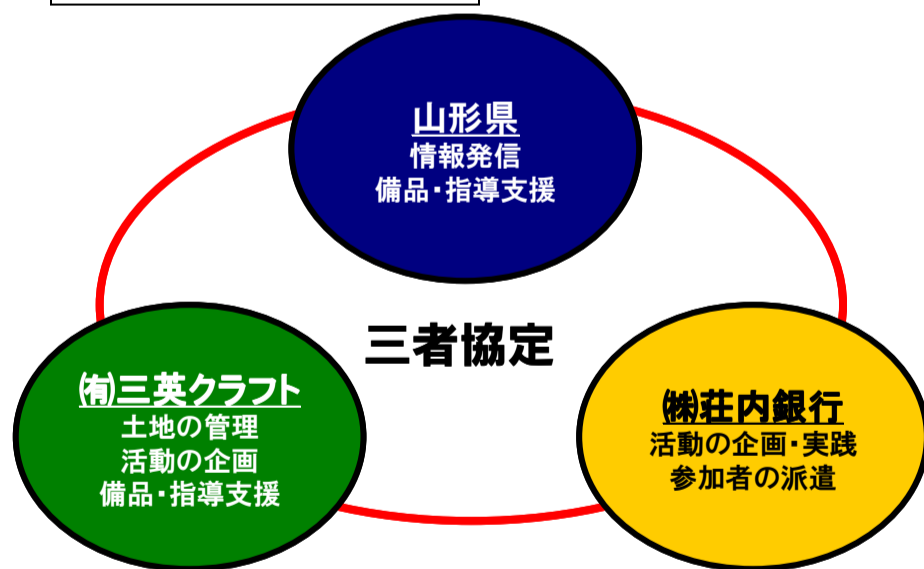 山形県
情報発信
備品・指導支援
三者協定
㈲三英クラフト
土地の管理
活動の企画
備品・指導支援
㈱荘内銀行
活動の企画・実践
参加者の派遣